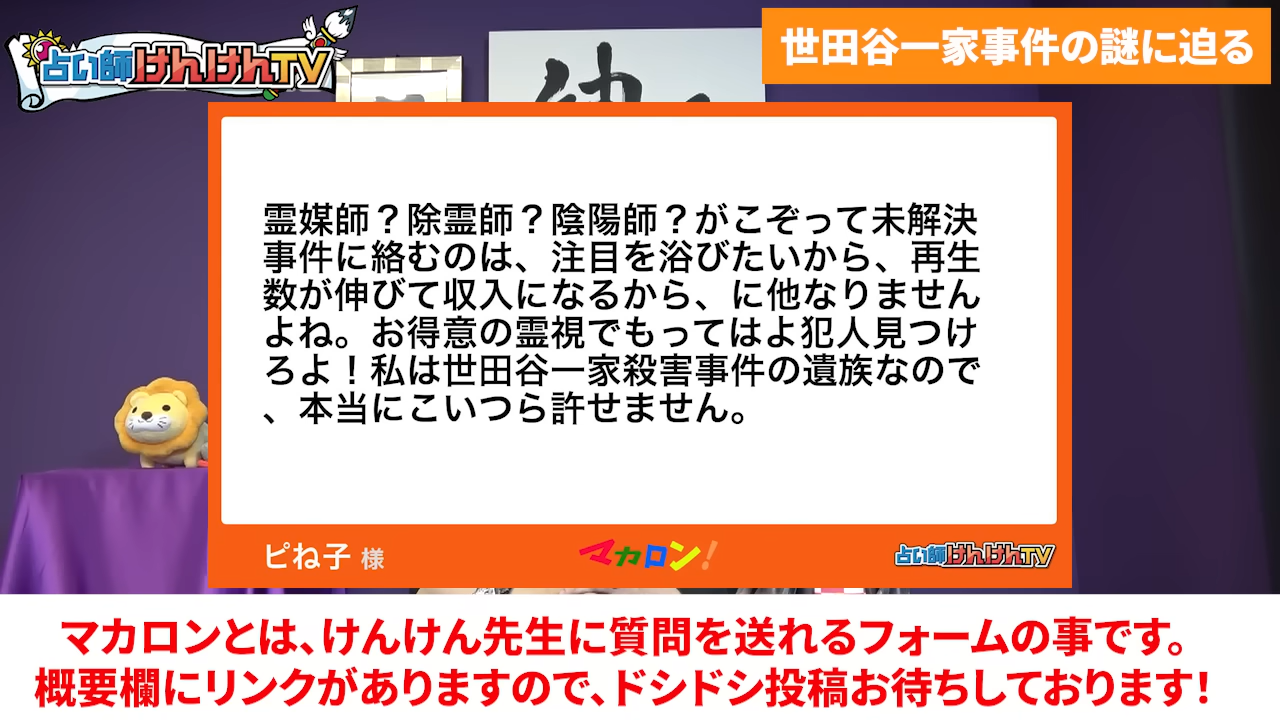 占い師けんけんTV
世田谷一家事件の謎に迫る
霊媒師？除霊師？陰陽師？がこぞって未解決
事件に絡むのは、注目を浴びたいから、再生
数が伸びて収入になるから、に他なりません
よね。お得意の霊視でもってはよ犯人見つけ
ろよ！私は世田谷一家殺害事件の遺族なので
、本当にこいつら許せません。
ピね子 様
マカロン！
占い師けんけんTV
マカロンとは、けんけん先生に質問を送れるフォームの事です。
概要欄にリンクがありますので、ドシドシ投稿お待ちしております！